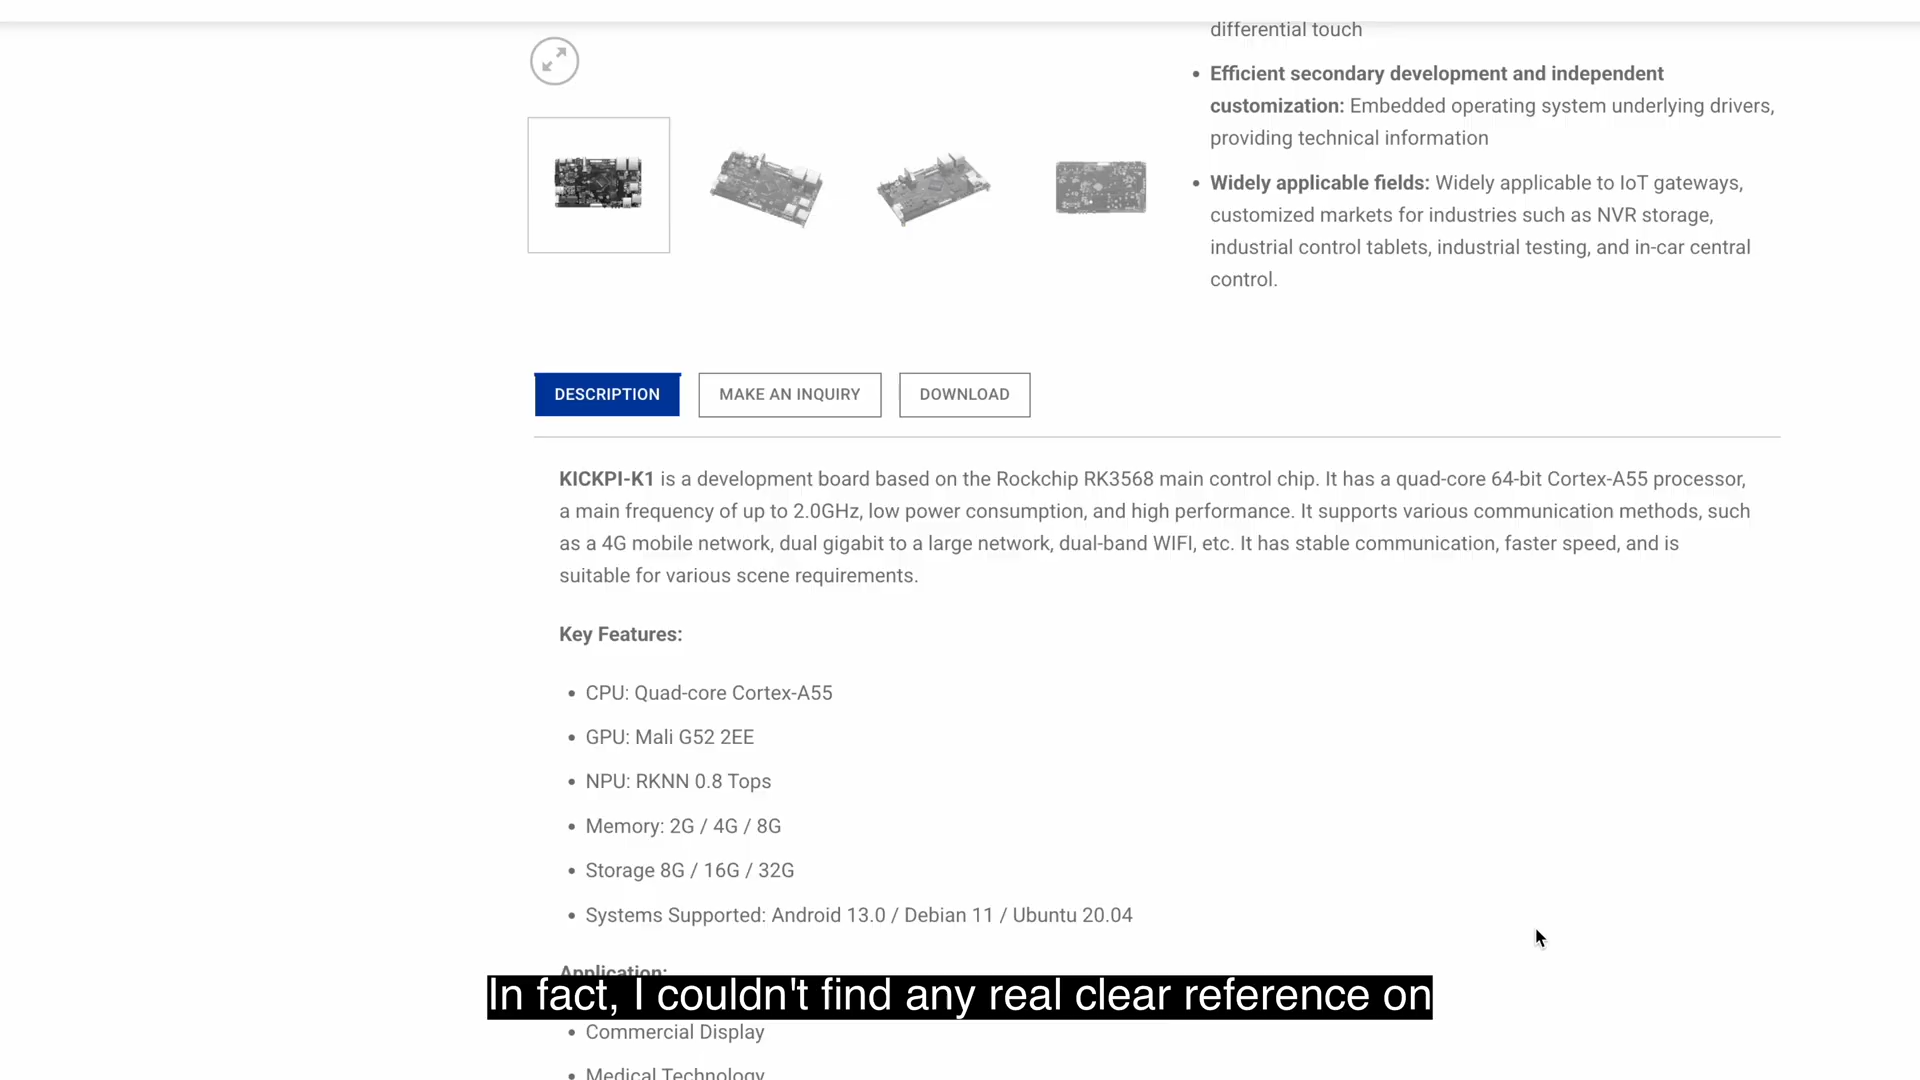 differential touch
• Efficient secondary development and independent
customization: Embedded operating system underlying drivers,
providing technical information
• Widely applicable fields: Widely applicable to IoT gateways,
customized markets for industries such as NVR storage,
industrial control tablets, industrial testing, and in-car central
control.
DESCRIPTION MAKE AN INQUIRY DOWNLOAD
KICKPI-K1 is a development board based on the Rockchip RK3568 main control chip. It has a quad-core 64-bit Cortex-A55 processor,
a main frequency of up to 2.0GHz, low power consumption, and high performance. It supports various communication methods, such
as a 4G mobile network, dual gigabit to a large network, dual-band WIFI, etc. It has stable communication, faster speed, and is
suitable for various scene requirements.
Key Features:
• CPU: Quad-core Cortex-A55
• GPU: Mali G52 2EE
• NPU: RKNN 0.8 Tops
• Memory: 2G / 4G / 8G
• Storage 8G / 16G / 32G
• Systems Supported: Android 13.0 / Debian 11 / Ubuntu 20.04
Application:
In fact, I couldn't find any real clear reference on
• Commercial Display
• Medical Technology